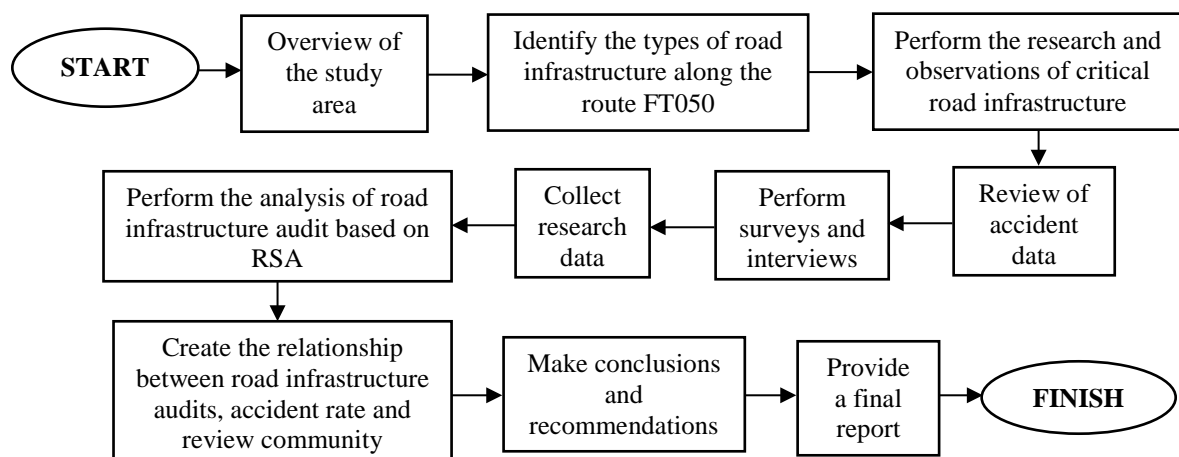 START
Overview of
the study
area
Identify the types of road
infrastructure along the
route FT050
Perform the research and
observations of critical
road infrastructure
Review of
accident
data
Perform
surveys and
interviews
Collect
research
data
Perform the analysis of road
infrastructure audit based on
RSA
Create the relationship
between road infrastructure
audits, accident rate and
review community
Make conclusions
and
recommendations
Provide
a final
report
FINISH